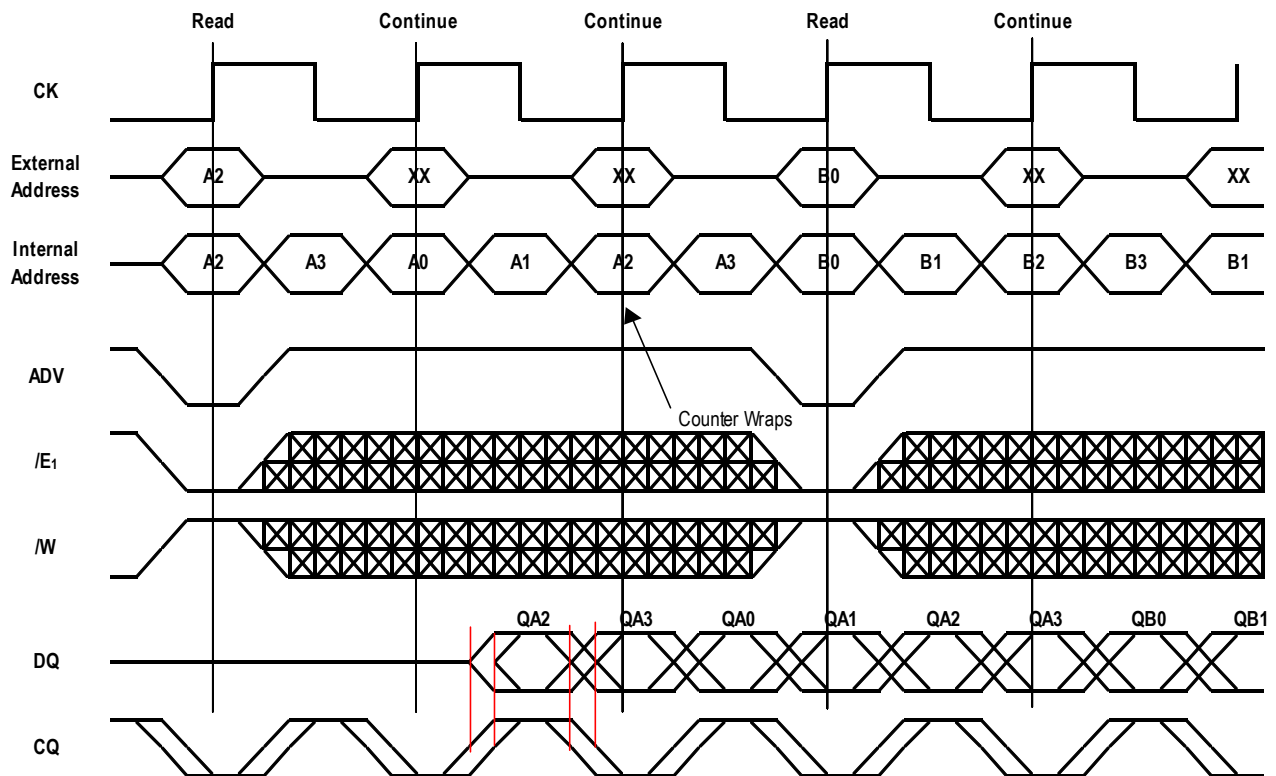 Read Continue Continue Read Continue
CK
External Address
A2 XX XX B0 XX XX
Internal Address
A2 A3 A0 A1 A2 A3 B0 B1 B2 B3 B1
ADV
Counter Wraps
/E1
/W
QA2 QA3 QA0 QA1 QA2 QA3 QB0 QB1
DQ
CQ